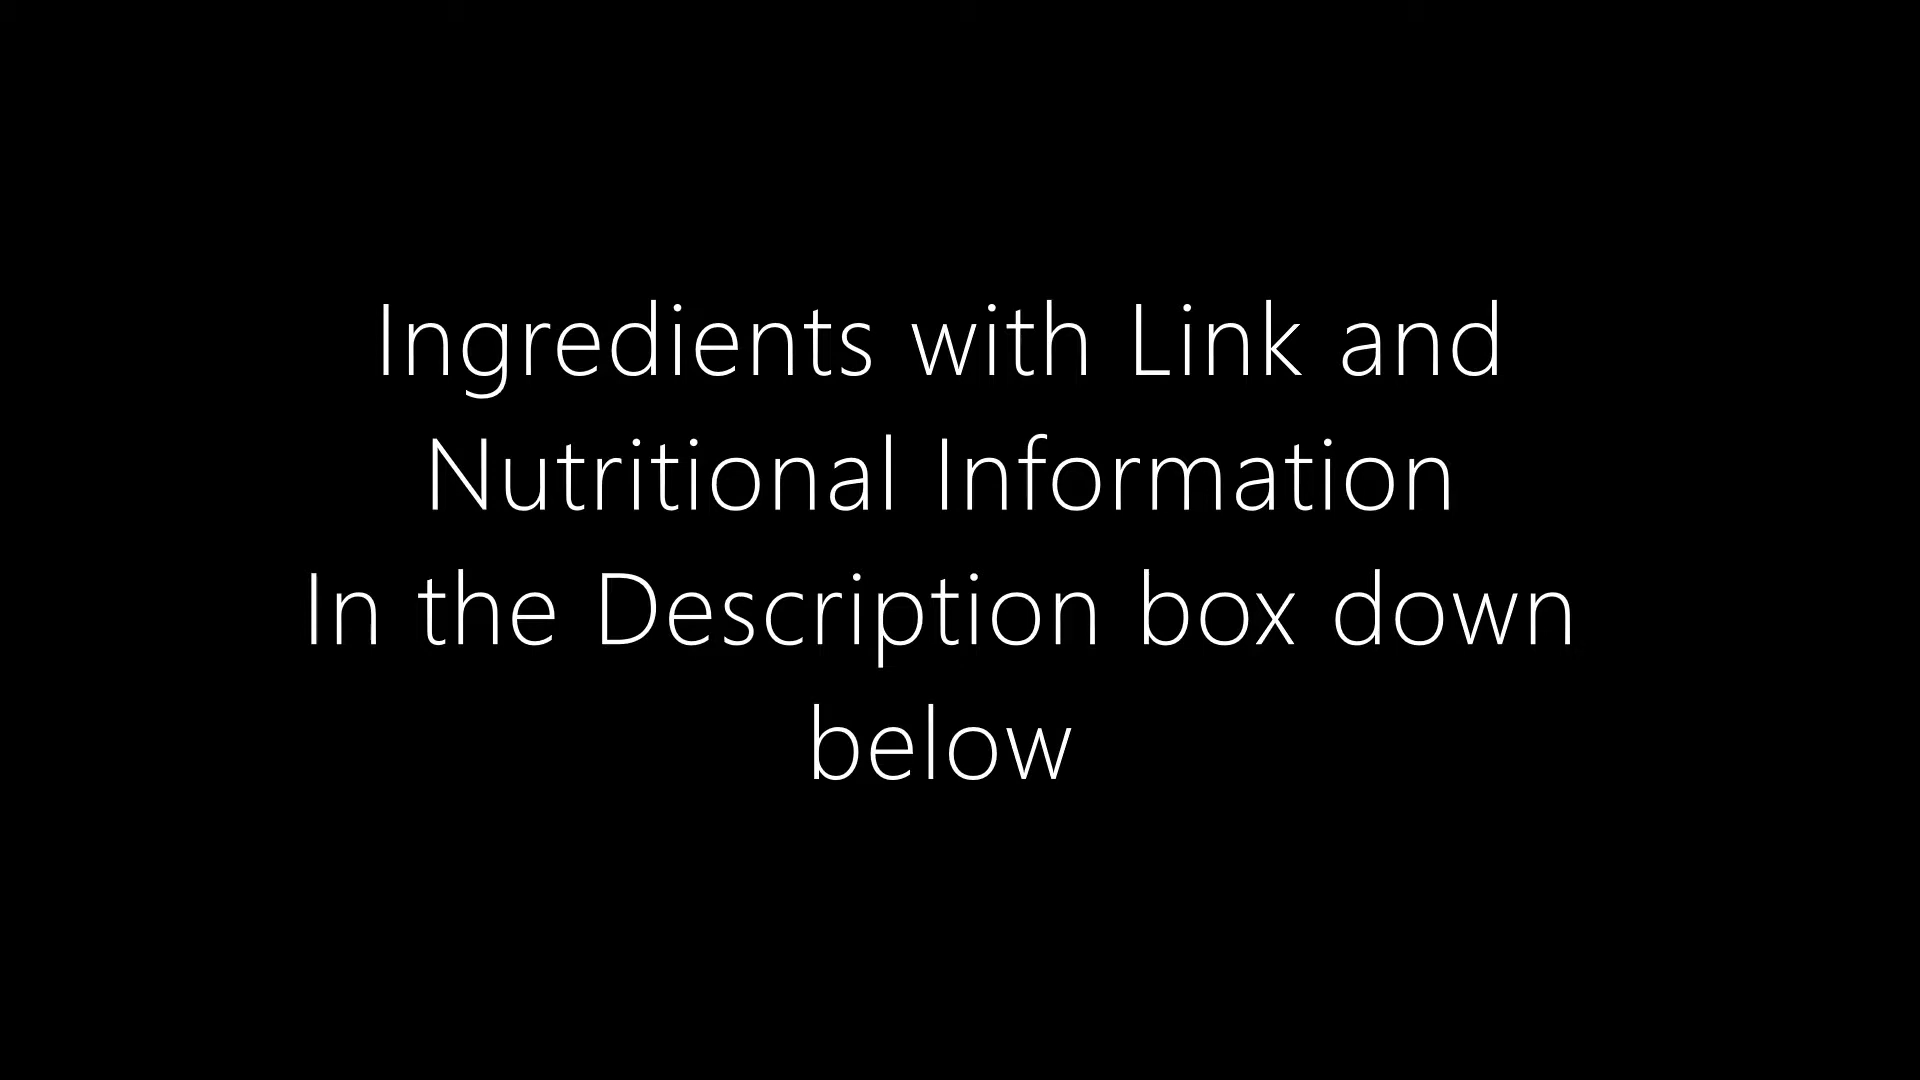 Ingredients with Link and
Nutritional Information
In the Description box down
below